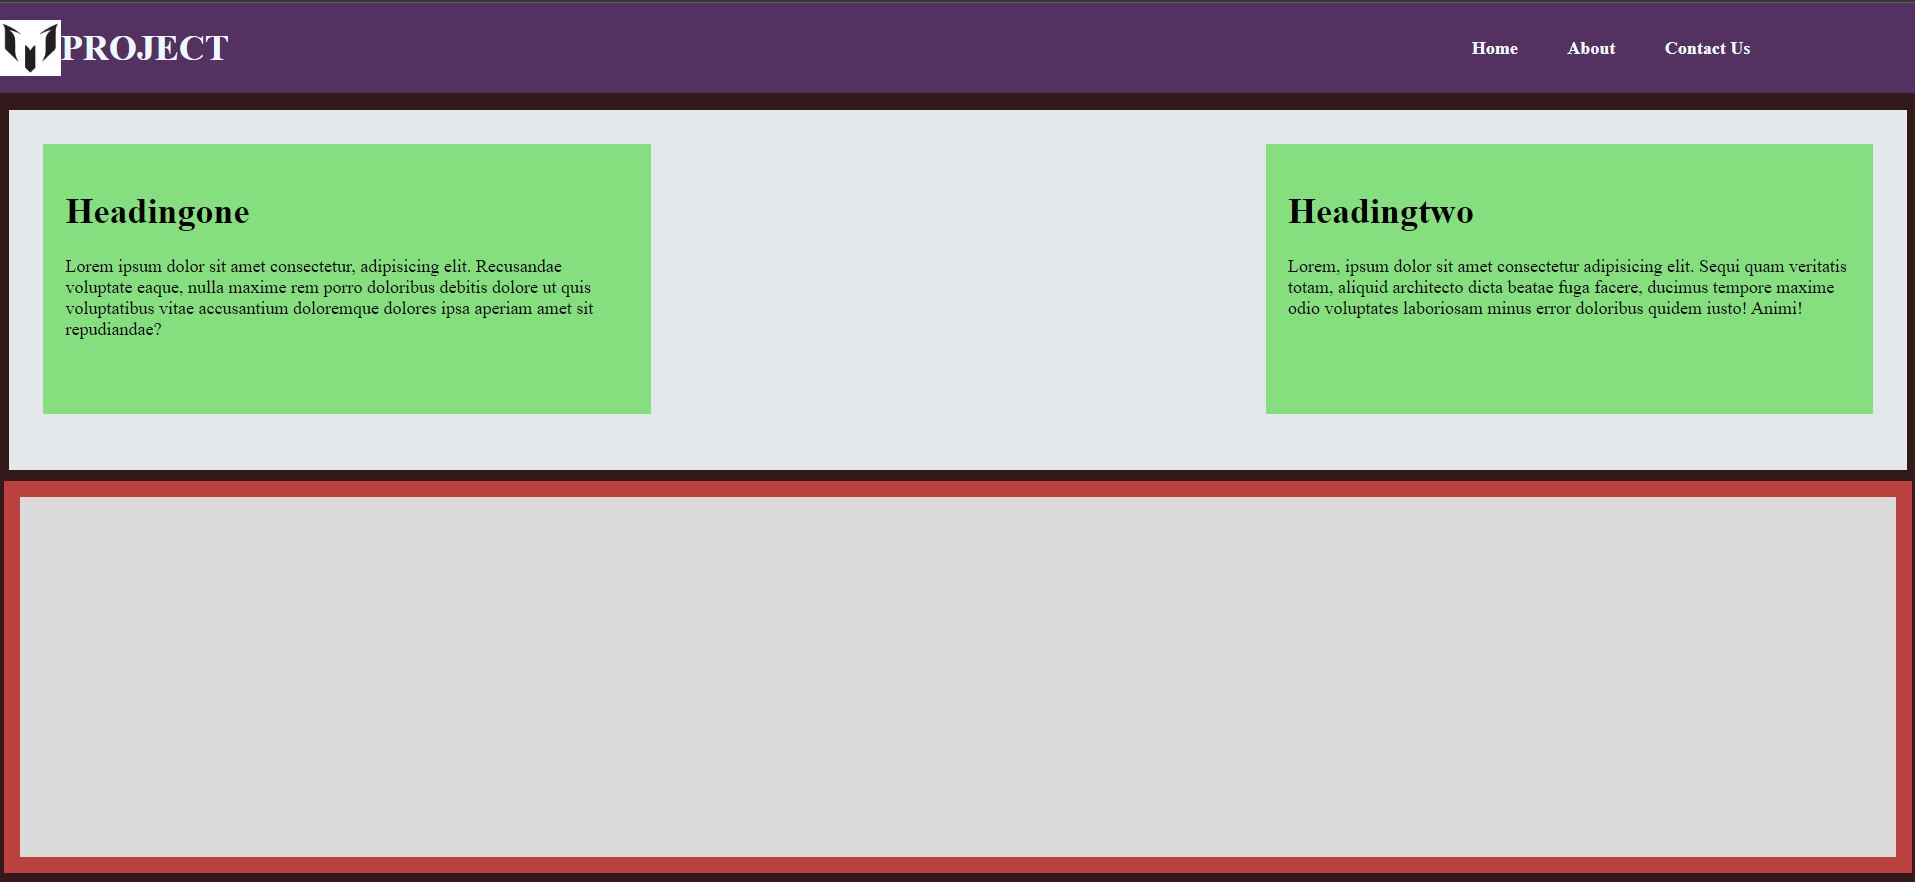 PROJECT
Home About Contact Us
Headingone
Lorem ipsum dolor sit amet consectetur, adipisicing elit. Recusandae
voluptate eaque, nulla maxime rem porro doloribus debitis dolore ut quis
voluptatibus vitae accusantium doloremque dolores ipsa aperiam amet sit
repudiandae?
Headingtwo
Lorem, ipsum dolor sit amet consectetur adipisicing elit. Sequi quam veritatis
totam, aliquid architecto dicta beatae fuga facere, ducimus tempore maxime
odio voluptates laboriosam minus error doloribus quidem iusto! Animi!